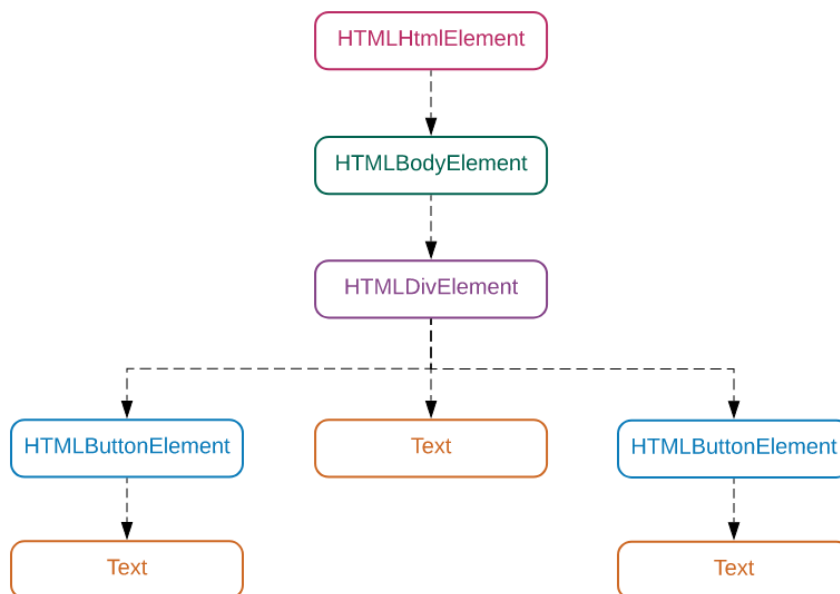 HTMLHtmlElement
HTMLBodyElement
HTMLDivElement
HTMLButtonElement
Text
HTMLButtonElement
Text
Text